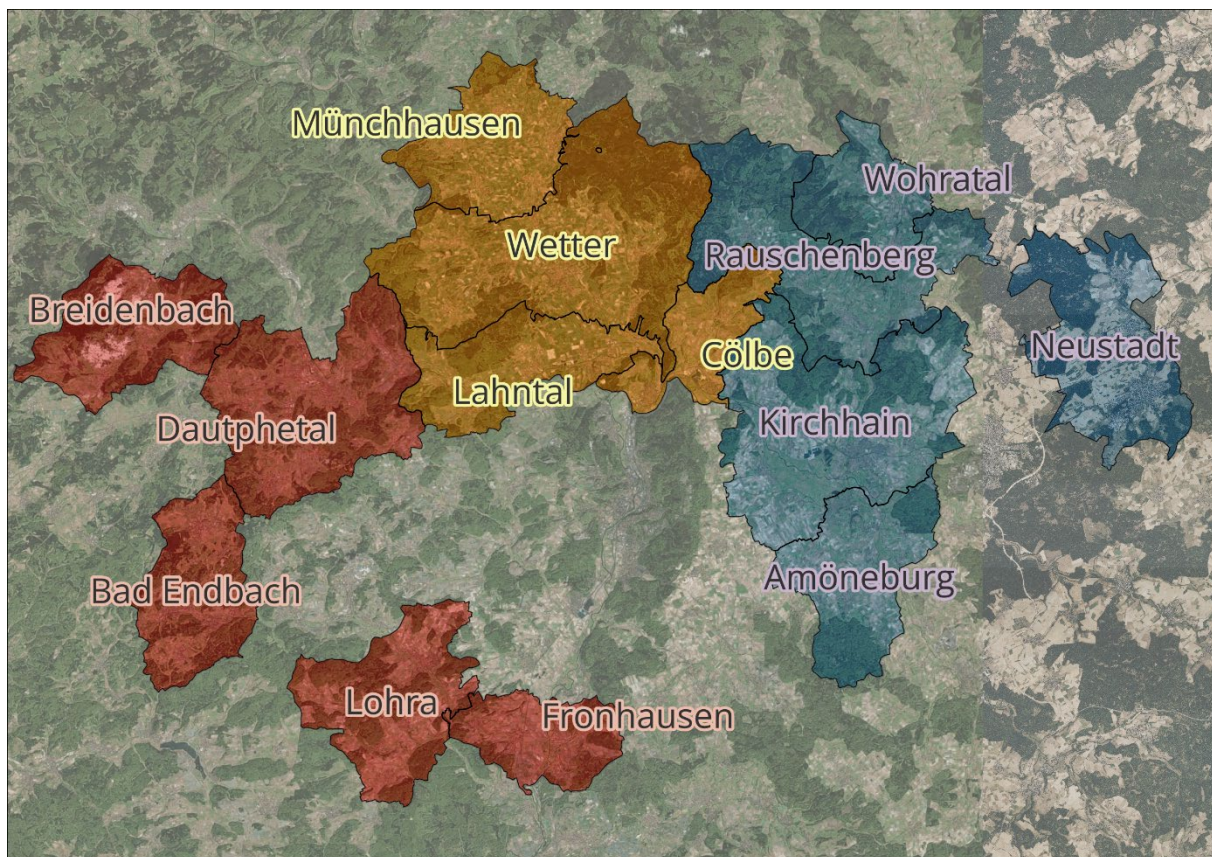 Münchhausen
Wohratal
Wetter
Rauschenberg
Breidenbach
Neustadt
Cölbe
Lahntal
Dautphetal
Kirchhain
Amöneburg
Bad Endbach
Lohra
Fronhausen